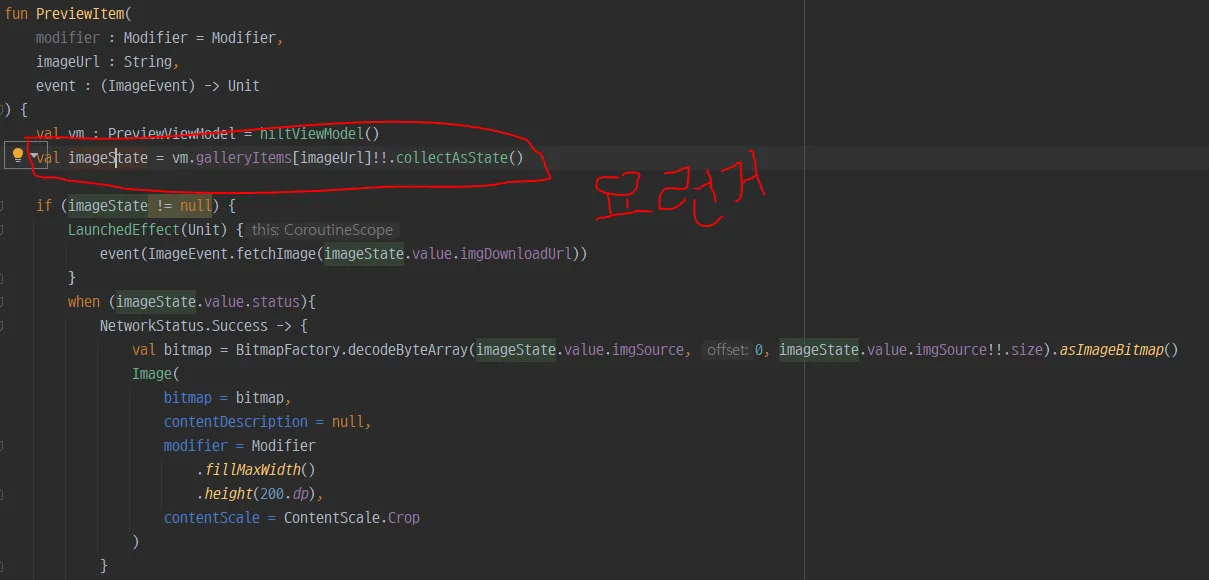 fun PreviewItem(
modifier : Modifier = Modifier,
imageUrl : String,
event : (ImageEvent) -> Unit
) {
val vm : PreviewViewModel = hiltViewModel()
val imageState = vm.galleryItems[imageUrl]!!.collectAsState()
요런거
if (imageState != null) {
LaunchedEffect(Unit) { this: CoroutineScope
event(ImageEvent.fetchImage(imageState.value.imgDownloadUrl))
}
when (imageState.value.status){
NetworkStatus.Success -> {
val bitmap = BitmapFactory.decodeByteArray(imageState.value.imgSource, offset: 0, imageState.value.imgSource!!.size).asImageBitmap()
Image(
bitmap = bitmap,
contentDescription = null,
modifier = Modifier
.fillMaxWidth()
.height(200.dp),
contentScale = ContentScale.Crop
)
}